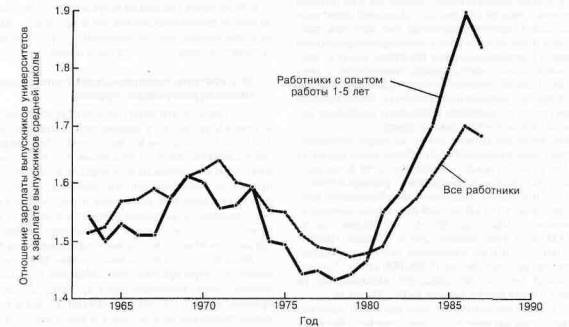 Отношение зарплаты выпускников университетов
к зарплате выпускников средней школы
1.9
1.8
1.7
1.6
1.5
1.4
Работники с опытом
работы 1-5 лет
Все работники
1965
1970
1975
1980
1985
1990
Год